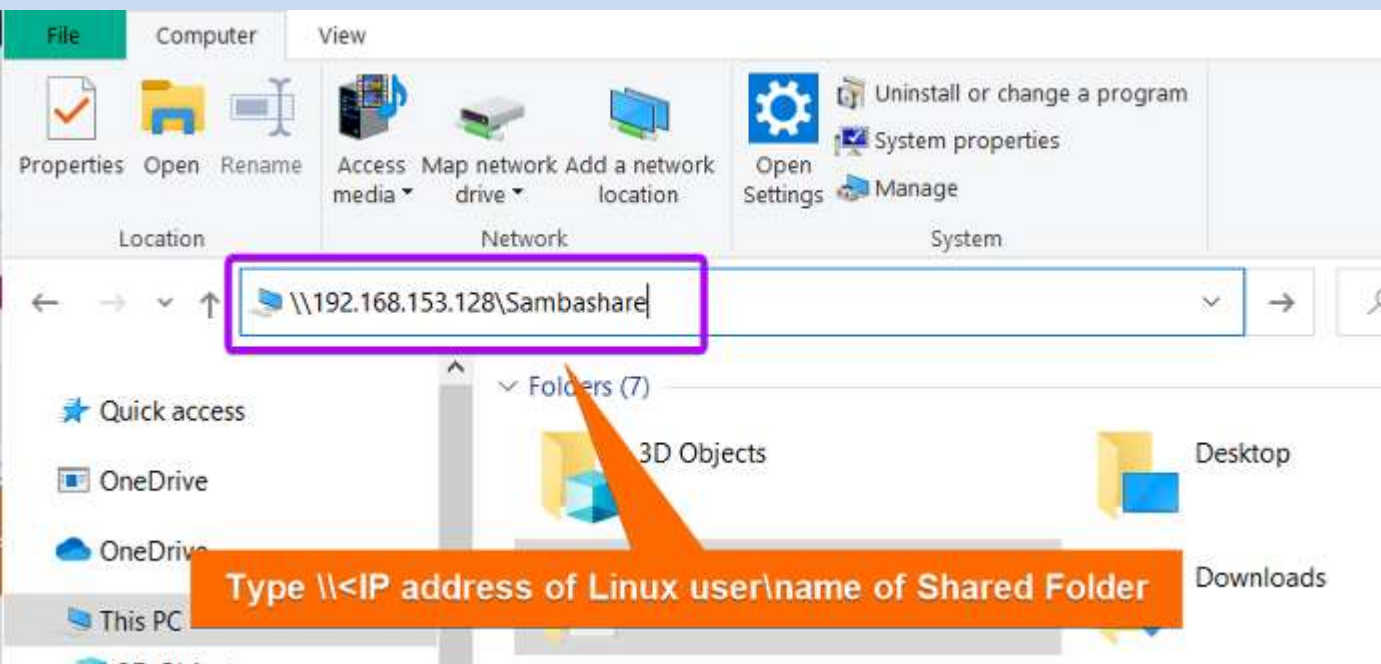 File Computer View
Properties Open Rename
Access media
Map network drive
Add a network location
Open Settings
Uninstall or change a program
System properties
Manage
Location Network System
\\192.168.153.128\Sambashare
Quick access
Folders (7)
3D Objects
Desktop
OneDrive
OneDrive
Type \\<IP address of Linux user\name of Shared Folder
Downloads
This PC